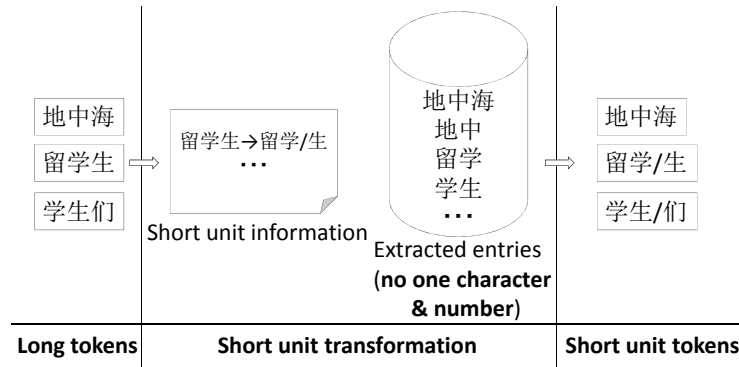 地中海
留学生
学生们
留学生→留学/生
...
Short unit information
地中海
地中
留学
学生
...
Extracted entries
(no one character
& number)
地中海
留学/生
学生/们
Long tokens
Short unit transformation
Short unit tokens